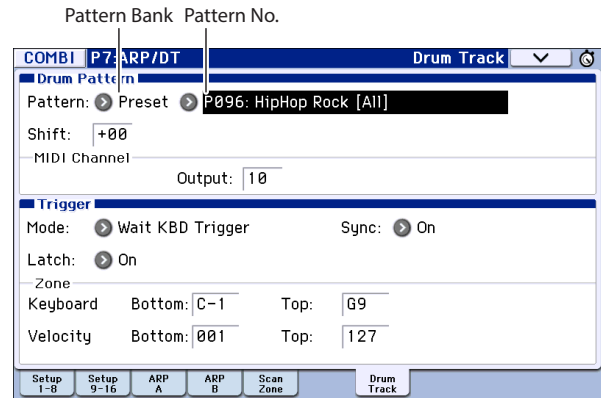 Pattern Bank Pattern No.
COMBI P7:ARP/DT Drum Track
Drum Pattern
Pattern: Preset P096: HipHop Rock [All]
Shift: +00
MIDI Channel
Output: 10
Trigger
Mode: Wait KBD Trigger Sync: On
Latch: On
Zone
Keyboard Bottom: C-1 Top: G9
Velocity Bottom: 001 Top: 127
Setup 1-8 Setup 9-16 ARP A ARP B Scan Zone Drum Track